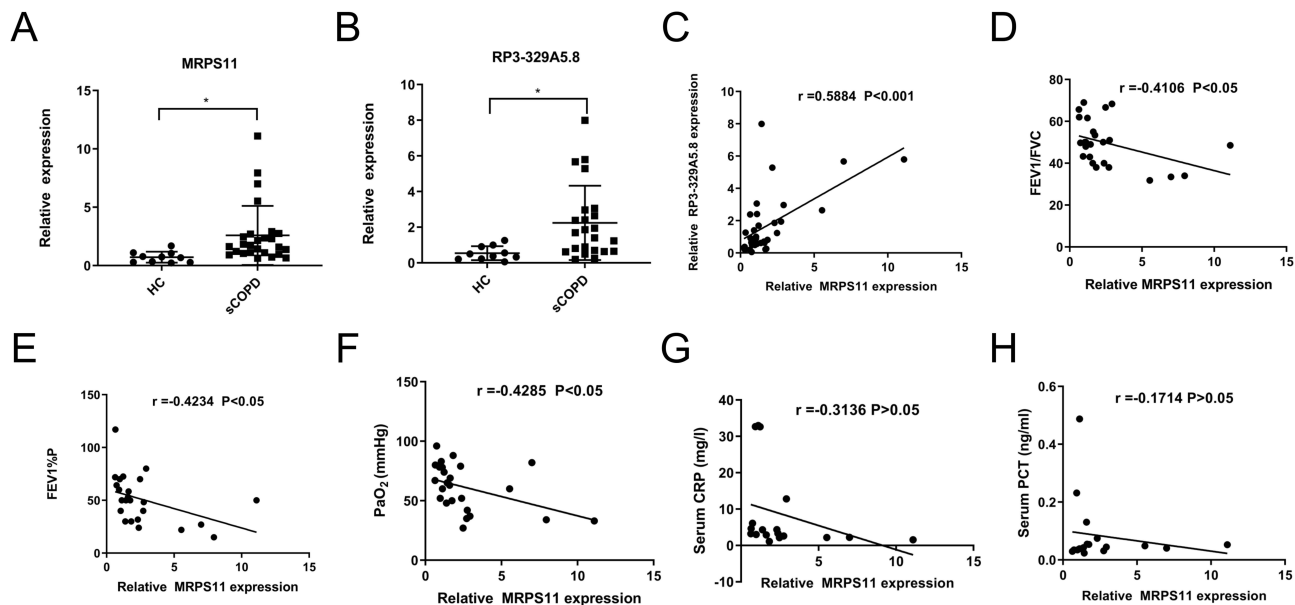 A
MRPS11
*
Relative expression
15
10
5
0
HC
sCOPD
B
RP3-329A5.8
*
Relative expression
10
8
6
4
2
0
HC
sCOPD
C
r =0.5884 P<0.001
Relative RP3-329A5.8 expression
10
8
6
4
2
0
0 5 10 15
Relative MRPS11 expression
D
r =-0.4106 P<0.05
FEV1/FVC
80
60
40
20
0
0 5 10 15
Relative MRPS11 expression
E
r =-0.4234 P<0.05
FEV1%P
150
100
50
0
0 5 10 15
Relative MRPS11 expression
F
r =-0.4285 P<0.05
PaO₂ (mmHg)
150
100
50
0
0 5 10 15
Relative MRPS11 expression
G
r =-0.3136 P>0.05
Serum CRP (mg/l)
40
30
20
10
0
-10
5 10 15
Relative MRPS11 expression
H
r =-0.1714 P>0.05
Serum PCT (ng/ml)
0.6
0.4
0.2
0.0
0 5 10 15
Relative MRPS11 expression